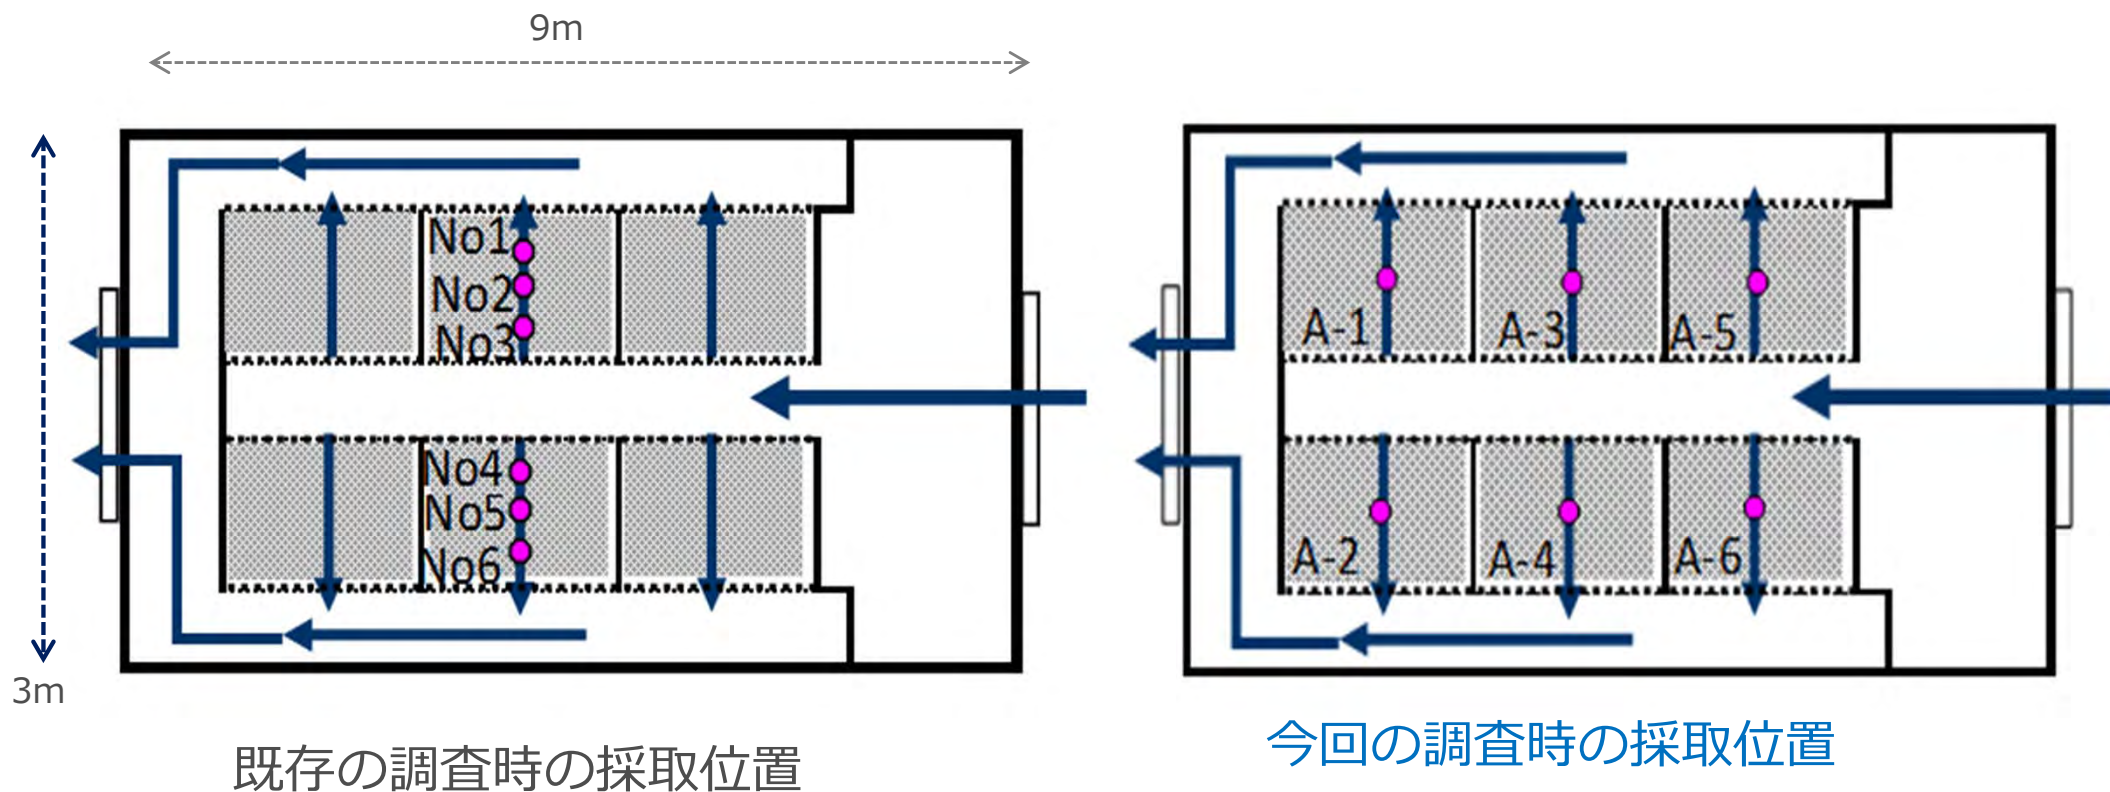 9m
3m
No1
No2
No3
No4
No5
No6
既存の調査時の採取位置
A-1
A-3
A-5
A-2
A-4
A-6
今回の調査時の採取位置